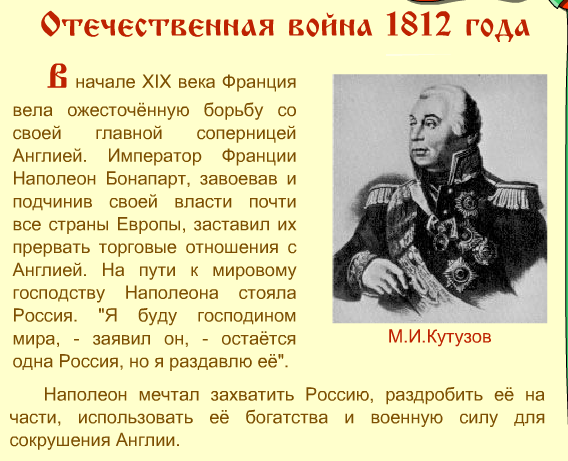 Отечественная война 1812 года
В начале XIX века Франция
вела ожесточённую борьбу со
своей главной соперницей
Англией. Император Франции
Наполеон Бонапарт, завоевав и
подчинив своей власти почти
все страны Европы, заставил их
прервать торговые отношения с
Англией. На пути к мировому
господству Наполеона стояла
Россия. "Я буду господином
мира, - заявил он, - остаётся
одна Россия, но я раздавлю её".
М.И.Кутузов
Наполеон мечтал захватить Россию, раздробить её на
части, использовать её богатства и военную силу для
сокрушения Англии.